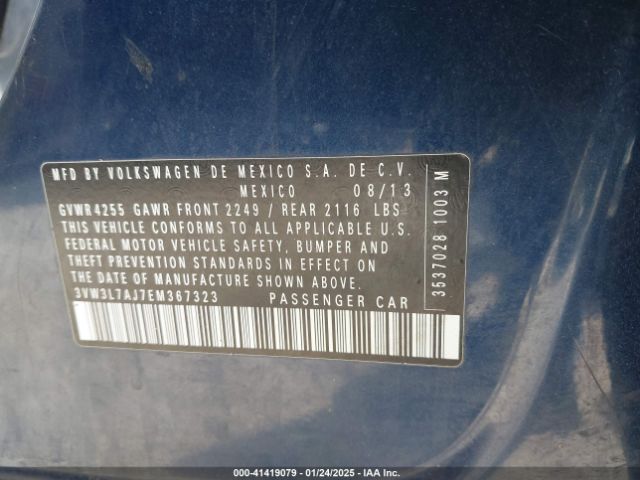 MFD BY VOLKSWAGEN DE MEXICO S.A. DE C.V.
MEXICO 08/13
GVWR 4255 GAWR FRONT 2249 / REAR 2116 LBS
THIS VEHICLE CONFORMS TO ALL APPLICABLE U.S.
FEDERAL MOTOR VEHICLE SAFETY, BUMPER AND
THEFT PREVENTION STANDARDS IN EFFECT ON
THE DATE OF MANUFACTURE SHOWN ABOVE.
3VW3L7AJ7EM367323 PASSENGER CAR
3537028 1003 M
000-41419079 - 01/24/2025 - IAA Inc.